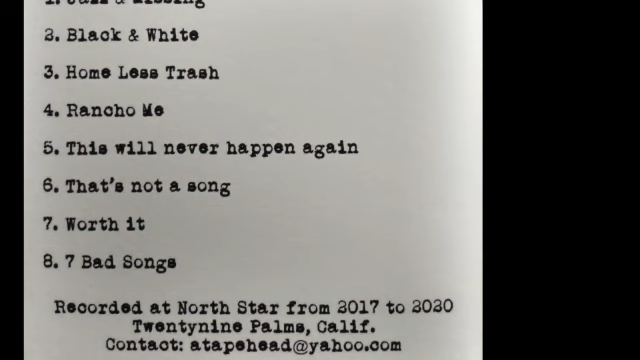 2. Black & White
3. Home Less Trash
4. Rancho Me
5. This will never happen again
6. That's not a song
7. Worth it
8. 7 Bad Songs
Recorded at North Star from 2017 to 2020
Twentynine Palms, Calif.
Contact: atapehead@yahoo.com